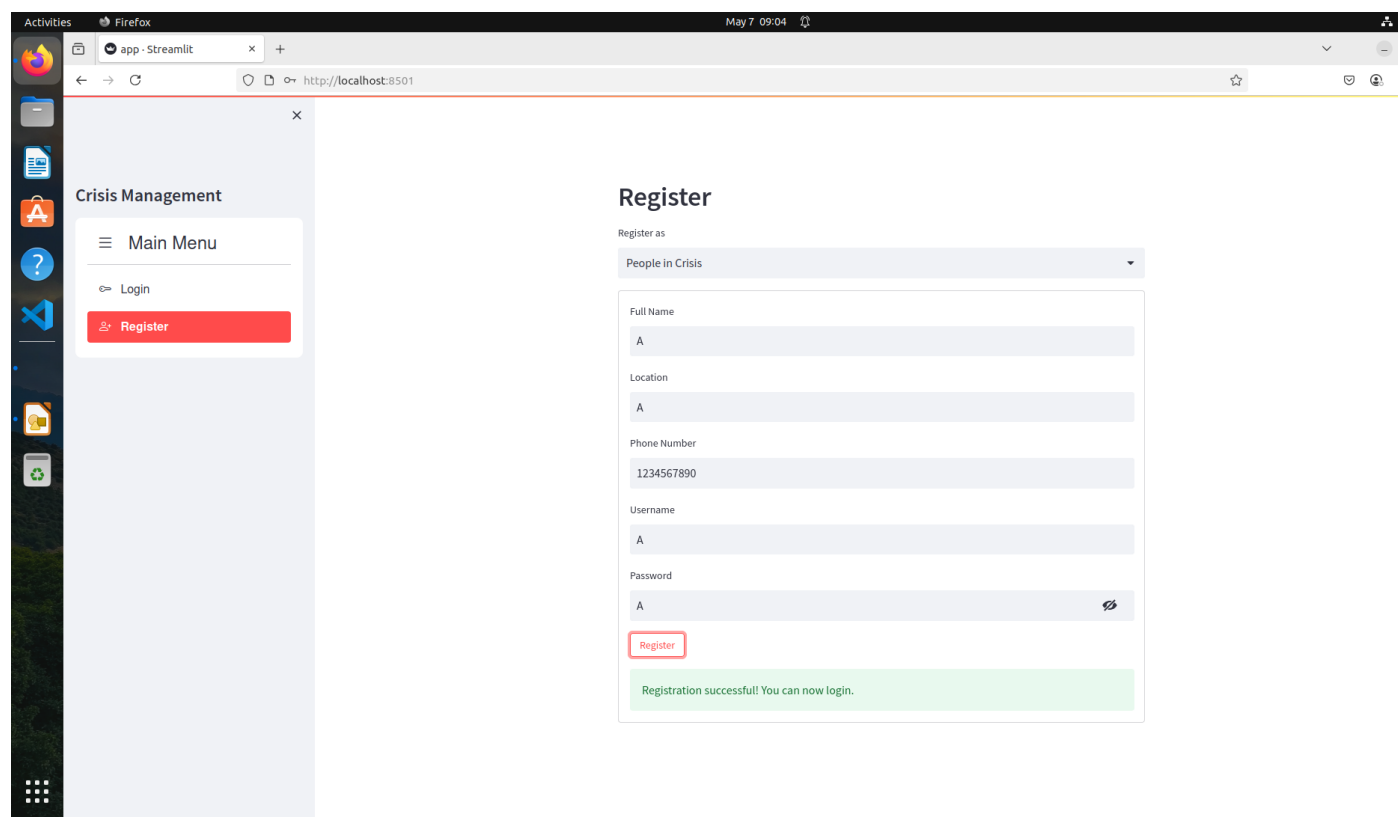 Activities Firefox May 7 09:04
app · Streamlit
http://localhost:8501
Crisis Management
Main Menu
Login
Register
Register
Register as
People in Crisis
Full Name
A
Location
A
Phone Number
1234567890
Username
A
Password
A
Register
Registration successful! You can now login.